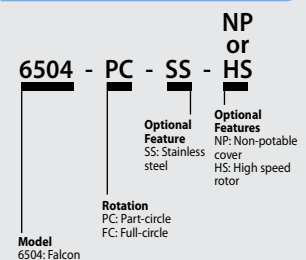 NP
or
6504 - PC - SS - HS
Optional
Feature
SS: Stainless
steel
Optional
Features
NP: Non-potable
cover
HS: High speed
rotor
Rotation
PC: Part-circle
FC: Full-circle
Model
6504: Falcon